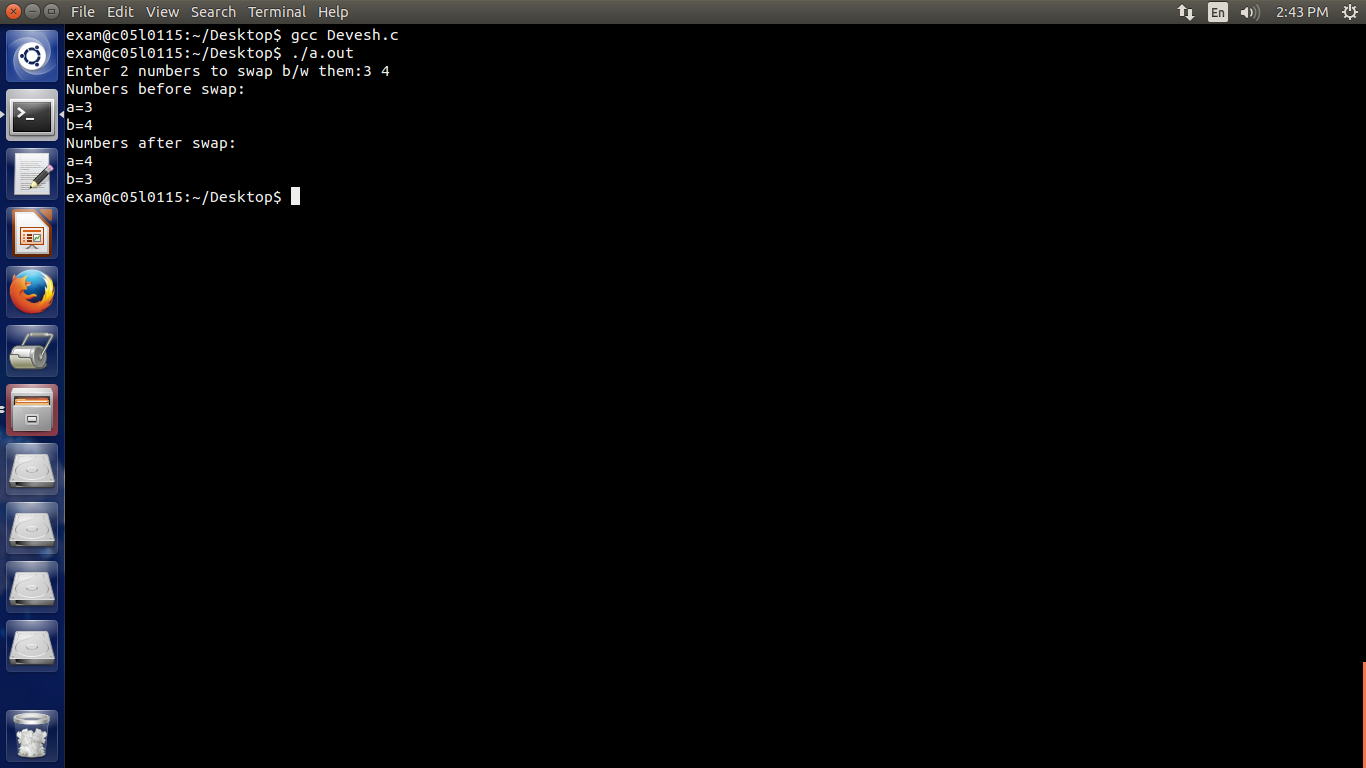 File Edit View Search Terminal Help
En 2:43 PM
exam@c05l0115:~/Desktop$ gcc Devesh.c
exam@c05l0115:~/Desktop$ ./a.out
Enter 2 numbers to swap b/w them:3 4
Numbers before swap:
a=3
b=4
Numbers after swap:
a=4
b=3
exam@c05l0115:~/Desktop$